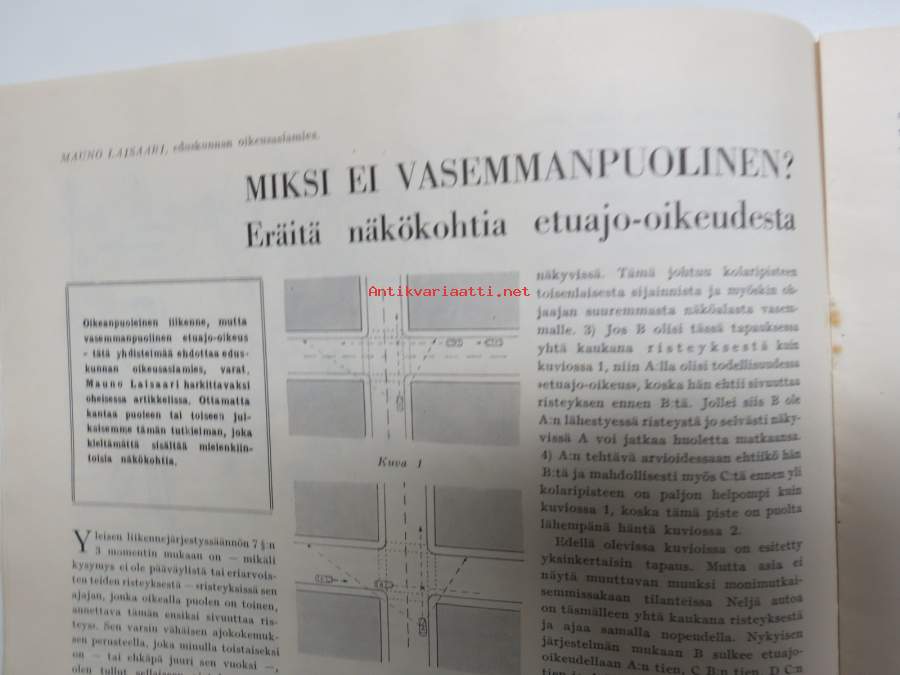 MAUNO LAISAARI, eduskunnan oikeusasiamies.
MIKSI EI VASEMMANPUOLINEN?
Eräitä näkökohtia etuajo-oikeudesta
Oikeanpuoleinen liikenne, mutta
vasemmanpuolinen etuajo-oikeus
- tätä yhdistelmää ehdottaa edus-
kunnan oikeusasiamies, varat.
Mauno Laisaari harkittavaksi
oheisessa artikkelissa. Ottamatta
kantaa puoleen tai toiseen jul-
kaisemme tämän tutkielman, joka
kieltämättä sisältää mielenkiin-
toisia näkökohtia.
Yleisen liikennejärjestyssäännön 7 §:n
3 momentin mukaan on — mikäli
kysymys ei ole pääväylistä tai eriarvois-
ten teiden risteyksestä — »risteyksissä sen
ajajan, jonka oikealla puolen on toinen,
annettava tämän ensiksi sivuuttaa ris-
teys». Sen varsin vähäisen ajokokemuk-
sen perusteella, joka minulla toistaiseksi
on — tai ehkäpä juuri sen vuoksi —,
olen tullut
Antikvariaatti.net
Kuva 1
näkyvissä. Tämä johtuu kolaripisteen
toisenlaisesta sijainnista ja myöskin oh-
jaajan suuremmasta näköalasta vasem-
malle. 3) Jos B olisi tässä tapauksessa
yhtä kaukana risteyksestä kuin
kuviossa 1, niin A:lla olisi todellisuudessa
»etuajo-oikeus», koska hän ehtii sivuuttaa
risteyksen ennen B:tä. Jollei siis B ole
A:n lähestyessä risteystä jo selvästi näky-
vissä A voi jatkaa huoletta matkaansa.
4) A:n tehtävä arvioidessaan ehtiikö hän
B:tä ja mahdollisesti myös C:tä ennen yli
kolaripisteen on paljon helpompi kuin
kuviossa 1, koska tämä piste on puolta
lähempänä häntä kuviossa 2.
Edellä olevissa kuvioissa on esitetty
yksinkertaisin tapaus. Mutta asia ei
näytä muuttuvan muuksi monimutkai-
semmissakaan tilanteissa Neljä autoa
on täsmälleen yhtä kaukana risteyksestä
ja ajaa samalla nopeudella. Nykyisen
järjestelmän mukaan B sulkee etuajo-
oikeudellaan A:n tien, C B:n tien, D C:n